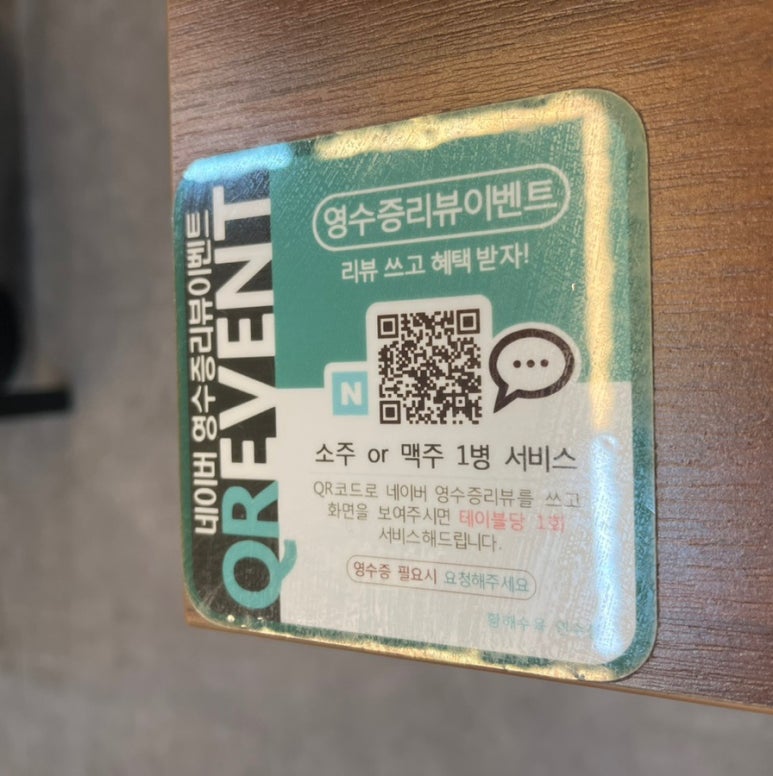 네이버 영수증리뷰이벤트
QR EVENT
영수증리뷰이벤트
리뷰 쓰고 혜택 받자!
N
소주 or 맥주 1병 서비스
QR코드로 네이버 영수증리뷰를 쓰고
화면을 보여주시면 테이블당 1회
서비스해드립니다.
영수증 필요시 요청해주세요